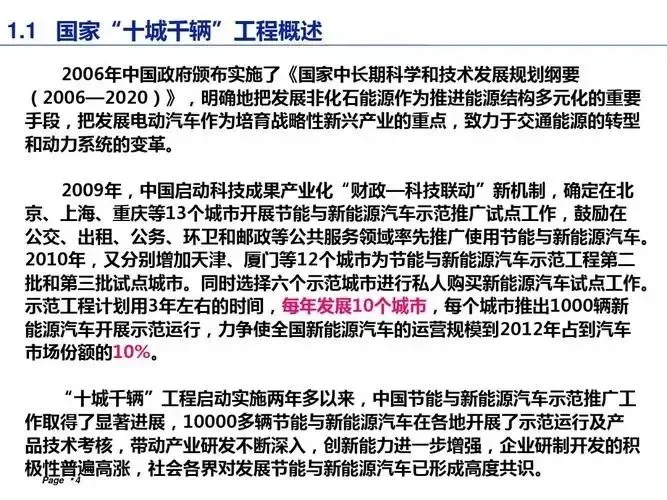 1.1 国家“十城千辆”工程概述
2006年中国政府颁布实施了《国家中长期科学和技术发展规划纲要
（2006—2020）》，明确地把发展非化石能源作为推进能源结构多元化的重要
手段，把发展电动汽车作为培育战略性新兴产业的重点，致力于交通能源的转型
和动力系统的变革。
2009年，中国启动科技成果产业化“财政—科技联动”新机制，确定在北
京、上海、重庆等13个城市开展节能与新能源汽车示范推广试点工作，鼓励在
公交、出租、公务、环卫和邮政等公共服务领域率先推广使用节能与新能源汽车。
2010年，又分别增加天津、厦门等12个城市为节能与新能源汽车示范工程第二
批和第三批试点城市。同时选择六个示范城市进行私人购买新能源汽车试点工作。
示范工程计划用3年左右的时间，每年发展10个城市，每个城市推出1000辆新
能源汽车开展示范运行，力争使全国新能源汽车的运营规模到2012年占到汽车
市场份额的10%。
“十城千辆”工程启动实施两年多以来，中国节能与新能源汽车示范推广工
作取得了显著进展，10000多辆节能与新能源汽车在各地开展了示范运行及产
品技术考核，带动产业研发不断深入，创新能力进一步增强，企业研制开发的积
极性普遍高涨，社会各界对发展节能与新能源汽车已形成高度共识。
Page ▪ 4